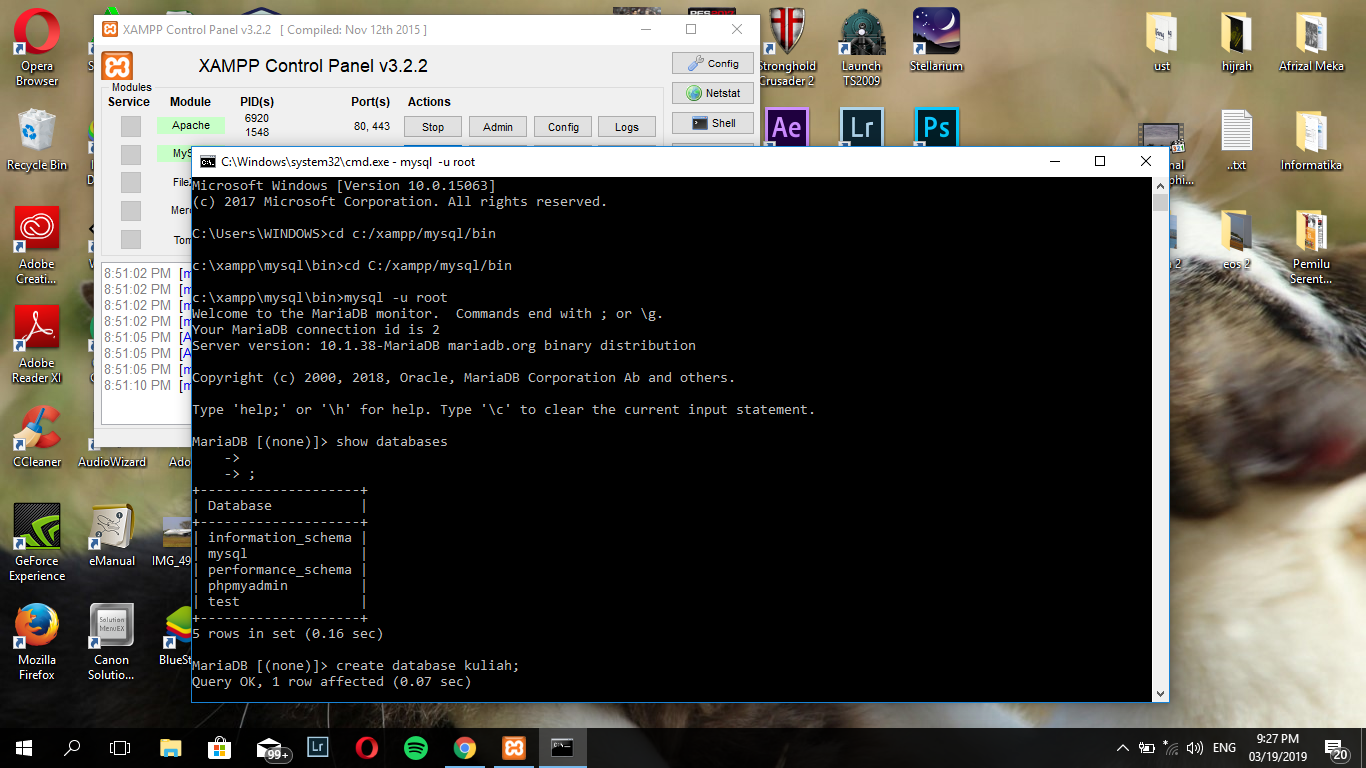 Opera
Browser
Recycle Bin
Adobe
Creati...
Adobe
Reader XI
CCleaner
AudioWizard
GeForce
Experience
eManual
IMG_49
Mozilla
Firefox
Canon
Solutio...
BlueSt
XAMPP Control Panel v3.2.2 [ Compiled: Nov 12th 2015 ]
XAMPP Control Panel v3.2.2
Modules
Service
Module
PID(s)
Port(s)
Actions
Apache
6920
1548
80, 443
Stop
Admin
Config
Logs
Config
Netstat
Shell
MyS
File
Merc
Tom
8:51:02 PM [m
8:51:02 PM [m
8:51:02 PM [m
8:51:02 PM [m
8:51:05 PM [A
8:51:05 PM [A
8:51:05 PM [m
8:51:10 PM [m
C:\Windows\system32\cmd.exe - mysql -u root
Microsoft Windows [Version 10.0.15063]
(c) 2017 Microsoft Corporation. All rights reserved.
C:\Users\WINDOWS>cd c:/xampp/mysql/bin
c:\xampp\mysql\bin>cd C:/xampp/mysql/bin
c:\xampp\mysql\bin>mysql -u root
Welcome to the MariaDB monitor.  Commands end with ; or \g.
Your MariaDB connection id is 2
Server version: 10.1.38-MariaDB mariadb.org binary distribution
Copyright (c) 2000, 2018, Oracle, MariaDB Corporation Ab and others.
Type 'help;' or '\h' for help. Type '\c' to clear the current input statement.
MariaDB [(none)]> show databases
    ->
    -> ;
+--------------------+
| Database           |
+--------------------+
| information_schema |
| mysql              |
| performance_schema |
| phpmyadmin         |
| test               |
+--------------------+
5 rows in set (0.16 sec)
MariaDB [(none)]> create database kuliah;
Query OK, 1 row affected (0.07 sec)
Stronghold
Crusader 2
Launch
TS2009
Stellarium
Ae
Lr
Ps
ust
hijrah
Afrizal Meka
..txt
Informatika
eos 2
Pemilu
Serent...
99+
Lr
ENG
9:27 PM
03/19/2019
20